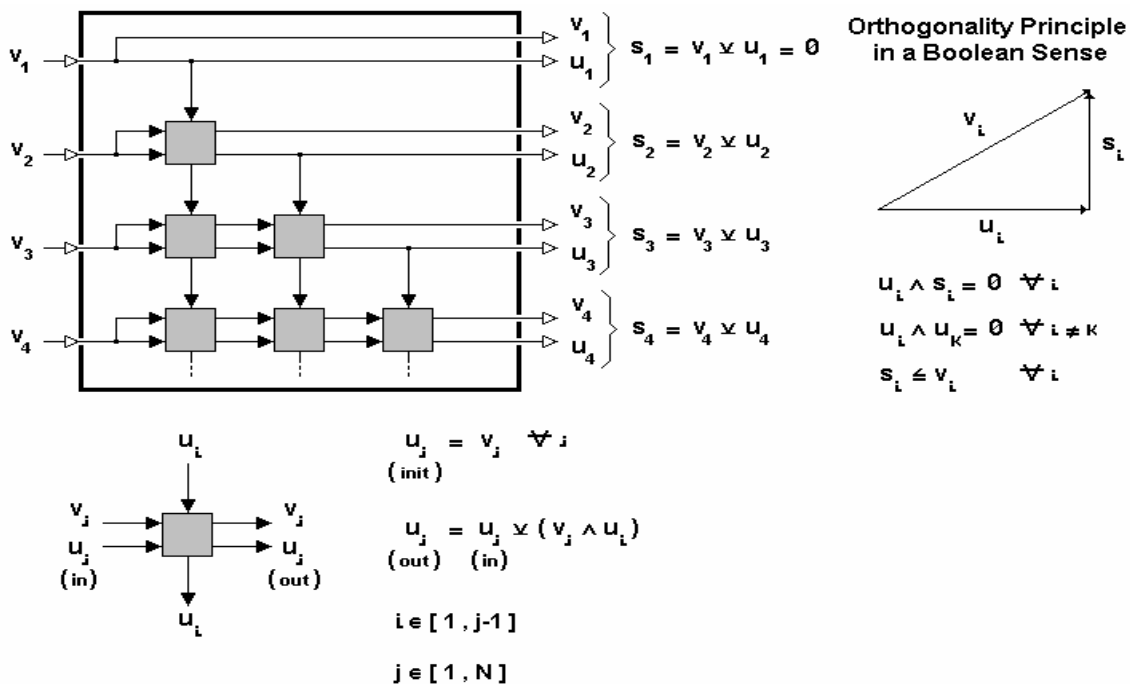 Orthogonality Principle
in a Boolean Sense
v₁
v₁
u₁
s₁ = v₁ ⊻ u₁ = 0
v₂
v₂
u₂
s₂ = v₂ ⊻ u₂
v₃
v₃
u₃
s₃ = v₃ ⊻ u₃
v₄
v₄
u₄
s₄ = v₄ ⊻ u₄
vᵢ
sᵢ
uᵢ
uᵢ ∧ sᵢ = 0 ∀ i
uᵢ ∧ uₖ = 0 ∀ i ≠ k
sᵢ ≤ vᵢ ∀ i
uᵢ
vⱼ
vⱼ
uⱼ
uⱼ
(in)
(out)
uᵢ
uⱼ = vⱼ ∀ j
(init)
uⱼ = uⱼ ⊻ (vⱼ ∧ uᵢ)
(out) (in)
i ∈ [1, j-1]
j ∈ [1, N]